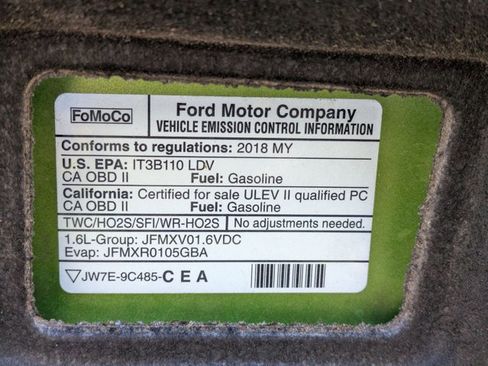 FoMoCo
Ford Motor Company
VEHICLE EMISSION CONTROL INFORMATION
Conforms to regulations: 2018 MY
U.S. EPA: IT3B110 LDV
CA OBD II Fuel: Gasoline
California: Certified for sale ULEV II qualified PC
CA OBD II Fuel: Gasoline
TWC/HO2S/SFI/WR-HO2S No adjustments needed.
1.6L-Group: JFMXV01.6VDC
Evap: JFMXR0105GBA
JW7E-9C485-CEA